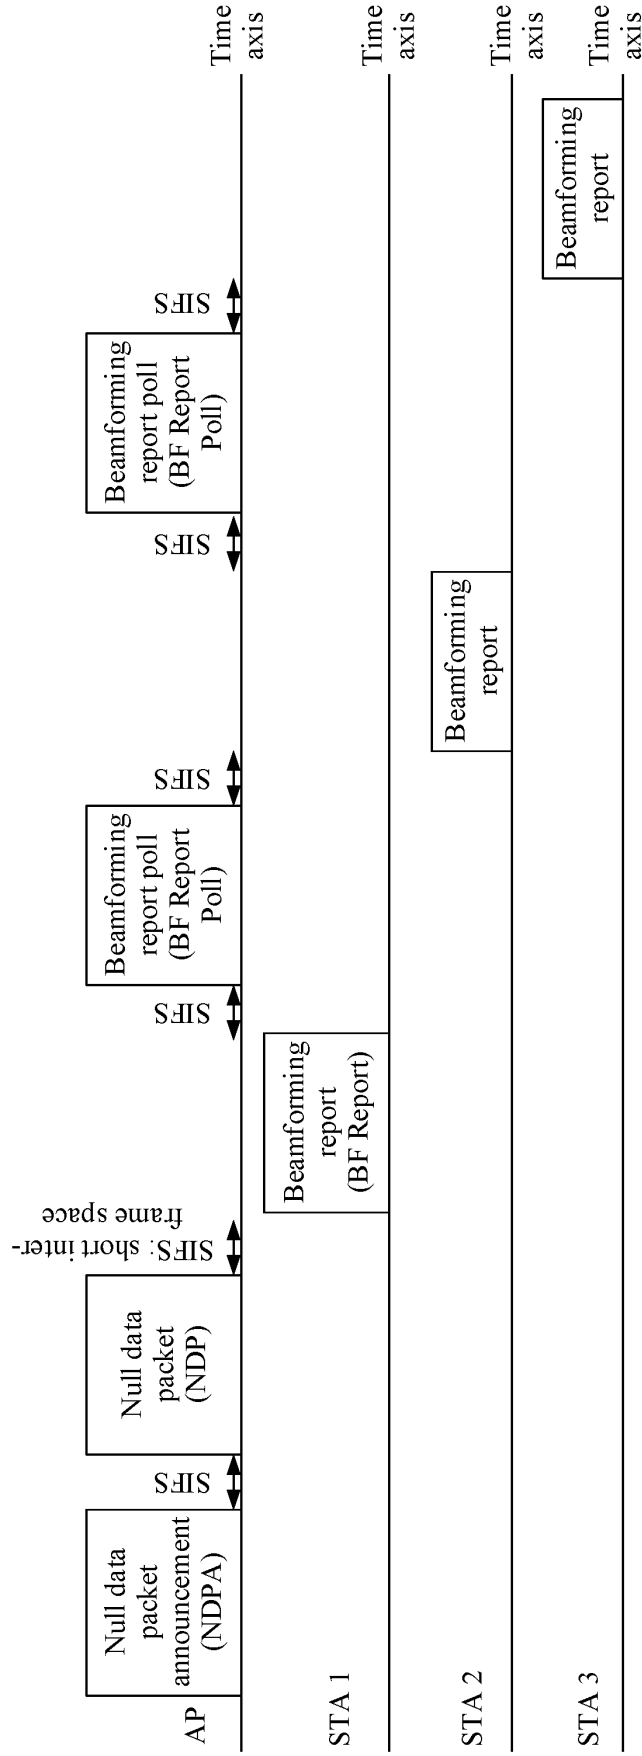 AP
Null data
packet
announcement
(NDPA)
SIFS
Null data
packet
(NDP)
SIFS: short inter-
frame space
SIFS
Beamforming
report poll
(BF Report
Poll)
SIFS
SIFS
Beamforming
report poll
(BF Report
Poll)
SIFS
Time
axis
STA 1
Beamforming
report
(BF Report)
Time
axis
STA 2
Beamforming
report
Time
axis
STA 3
Beamforming
report
Time
axis